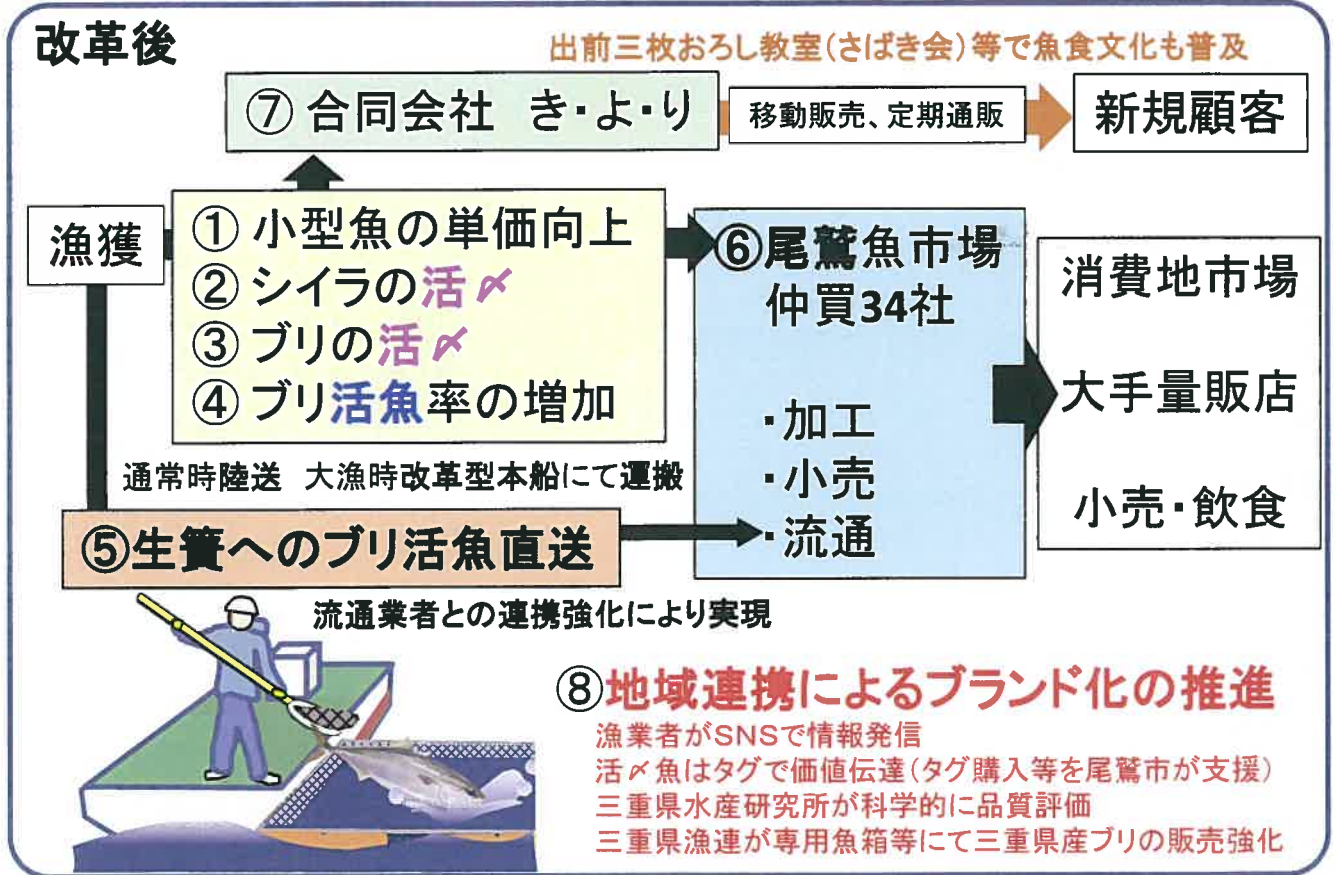 改革後
出前三枚おろし教室(さばき会)等で魚食文化も普及
⑦ 合同会社 き・よ・り
移動販売、定期通販
新規顧客
漁獲
① 小型魚の単価向上
② シイラの活〆
③ ブリの活〆
④ ブリ活魚率の増加
⑥尾鷲魚市場
仲買34社
・加工
・小売
・流通
消費地市場
大手量販店
小売・飲食
通常時陸送 大漁時改革型本船にて運搬
⑤生簀へのブリ活魚直送
流通業者との連携強化により実現
⑧地域連携によるブランド化の推進
漁業者がSNSで情報発信
活〆魚はタグで価値伝達(タグ購入等を尾鷲市が支援)
三重県水産研究所が科学的に品質評価
三重県漁連が専用魚箱等にて三重県産ブリの販売強化